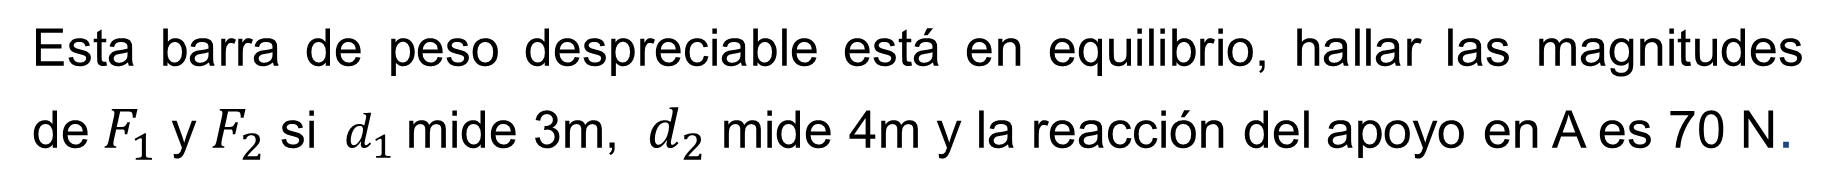 Esta barra de peso despreciable está en equilibrio, hallar las magnitudes
de F₁ y F₂ si d₁ mide 3m, d₂ mide 4m y la reacción del apoyo en A es 70 N.